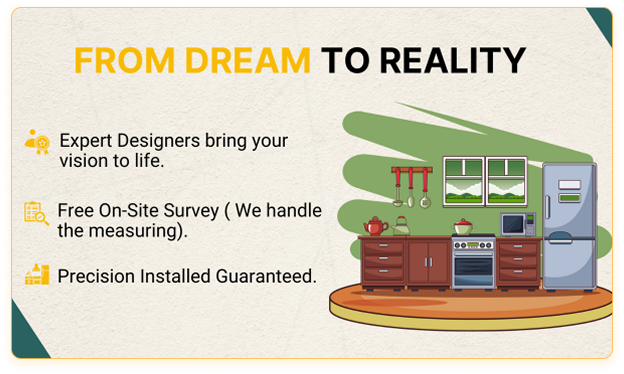 FROM DREAM TO REALITY
Expert Designers bring your
vision to life.
Free On-Site Survey ( We handle
the measuring).
Precision Installed Guaranteed.